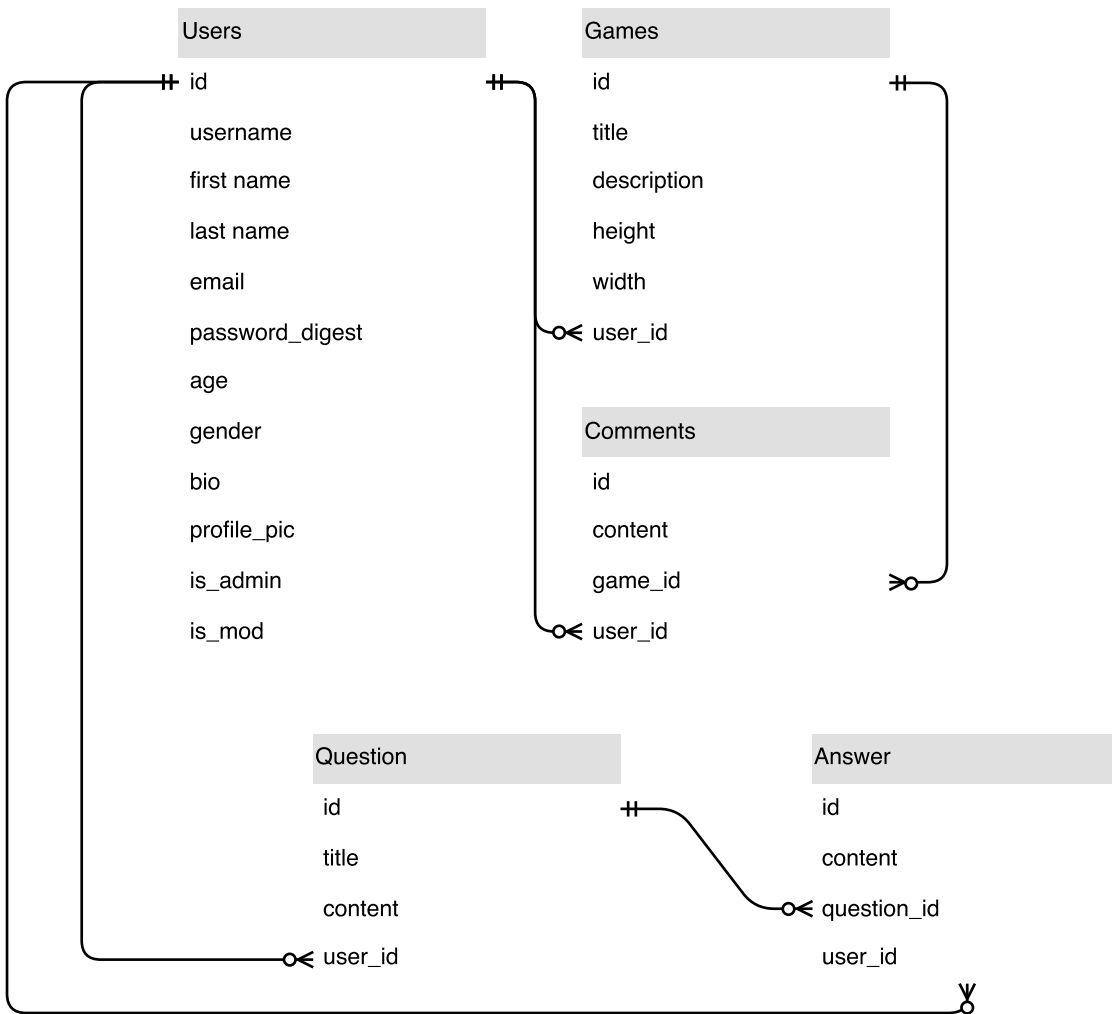 Users
id
username
first name
last name
email
password_digest
age
gender
bio
profile_pic
is_admin
is_mod
Games
id
title
description
height
width
user_id
Comments
id
content
game_id
user_id
Question
id
title
content
user_id
Answer
id
content
question_id
user_id